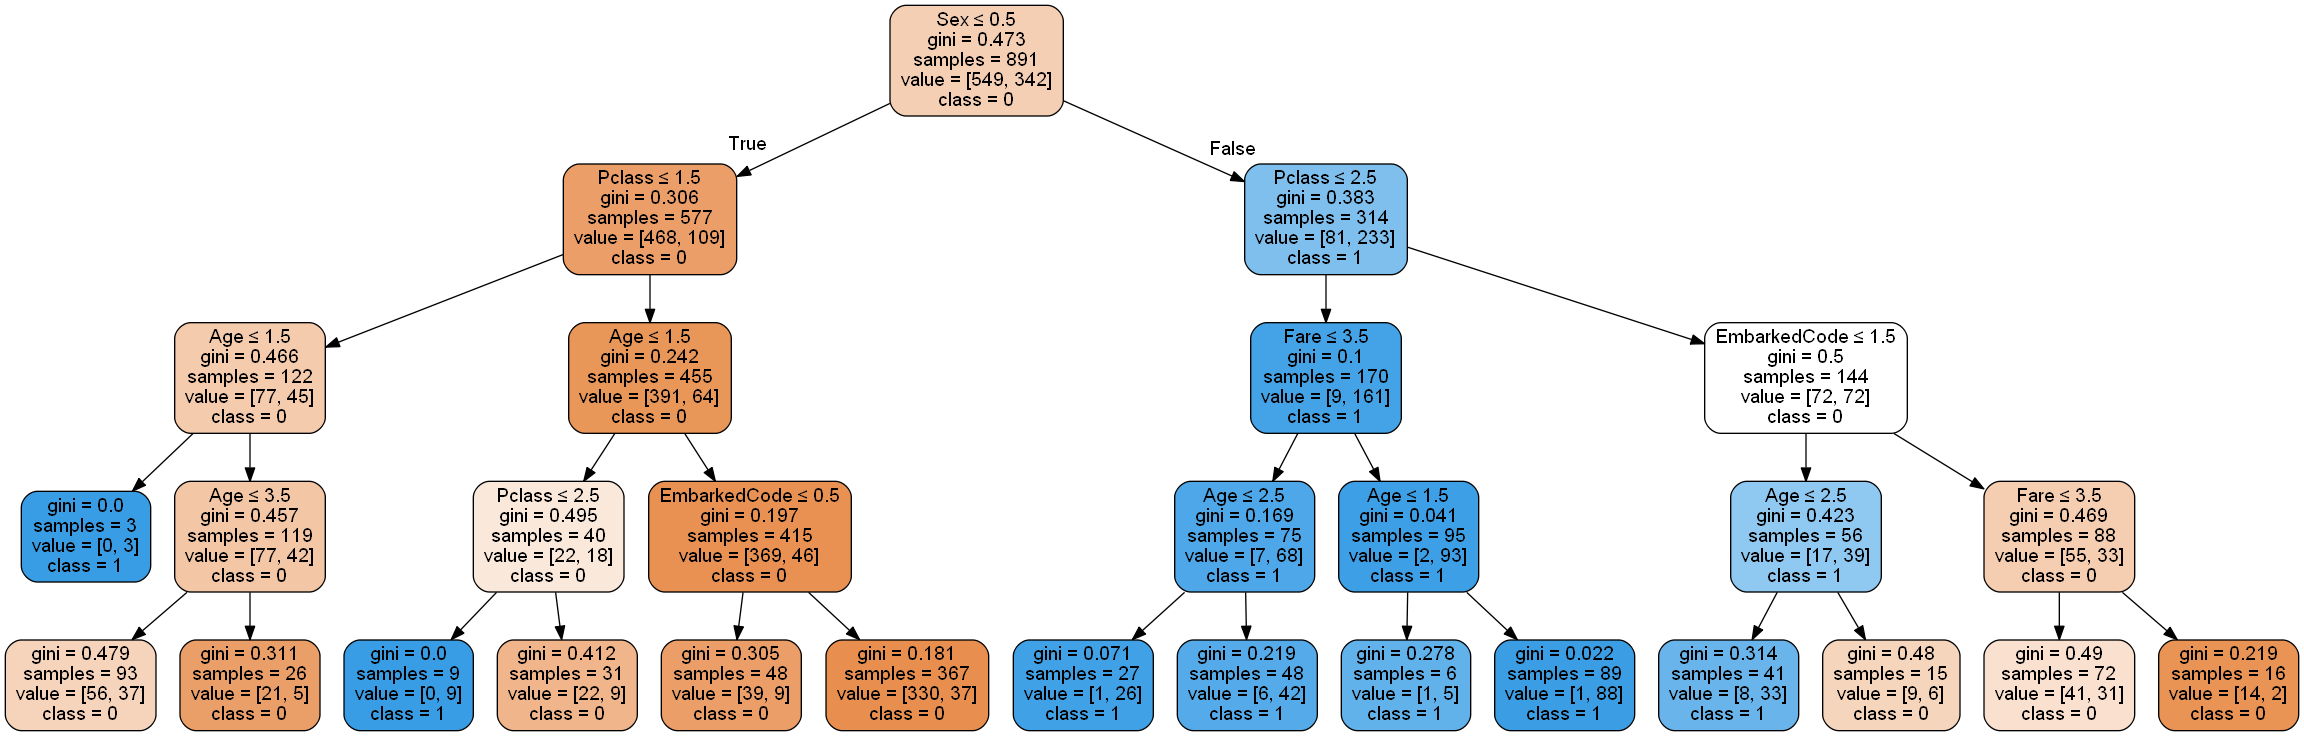 Sex ≤ 0.5
gini = 0.473
samples = 891
value = [549, 342]
class = 0
True
False
Pclass ≤ 1.5
gini = 0.306
samples = 577
value = [468, 109]
class = 0
Pclass ≤ 2.5
gini = 0.383
samples = 314
value = [81, 233]
class = 1
Age ≤ 1.5
gini = 0.466
samples = 122
value = [77, 45]
class = 0
Age ≤ 1.5
gini = 0.242
samples = 455
value = [391, 64]
class = 0
Fare ≤ 3.5
gini = 0.1
samples = 170
value = [9, 161]
class = 1
EmbarkedCode ≤ 1.5
gini = 0.5
samples = 144
value = [72, 72]
class = 0
gini = 0.0
samples = 3
value = [0, 3]
class = 1
Age ≤ 3.5
gini = 0.457
samples = 119
value = [77, 42]
class = 0
Pclass ≤ 2.5
gini = 0.495
samples = 40
value = [22, 18]
class = 0
EmbarkedCode ≤ 0.5
gini = 0.197
samples = 415
value = [369, 46]
class = 0
Age ≤ 2.5
gini = 0.169
samples = 75
value = [7, 68]
class = 1
Age ≤ 1.5
gini = 0.041
samples = 95
value = [2, 93]
class = 1
Age ≤ 2.5
gini = 0.423
samples = 56
value = [17, 39]
class = 1
Fare ≤ 3.5
gini = 0.469
samples = 88
value = [55, 33]
class = 0
gini = 0.479
samples = 93
value = [56, 37]
class = 0
gini = 0.311
samples = 26
value = [21, 5]
class = 0
gini = 0.0
samples = 9
value = [0, 9]
class = 1
gini = 0.412
samples = 31
value = [22, 9]
class = 0
gini = 0.305
samples = 48
value = [39, 9]
class = 0
gini = 0.181
samples = 367
value = [330, 37]
class = 0
gini = 0.071
samples = 27
value = [1, 26]
class = 1
gini = 0.219
samples = 48
value = [6, 42]
class = 1
gini = 0.278
samples = 6
value = [1, 5]
class = 1
gini = 0.022
samples = 89
value = [1, 88]
class = 1
gini = 0.314
samples = 41
value = [8, 33]
class = 1
gini = 0.48
samples = 15
value = [9, 6]
class = 0
gini = 0.49
samples = 72
value = [41, 31]
class = 0
gini = 0.219
samples = 16
value = [14, 2]
class = 0